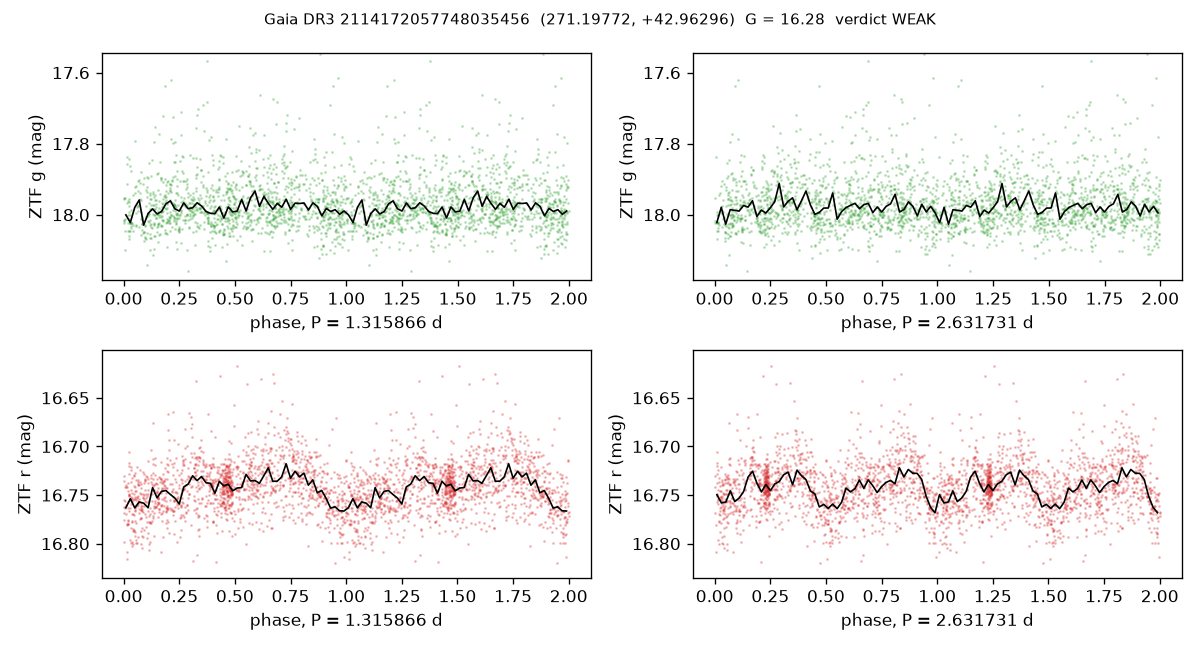 Gaia DR3 2114172057748035456 (271.19772, +42.96296) G = 16.28 verdict WEAK
ZTF g (mag)
17.6
17.8
18.0
0.00 0.25 0.50 0.75 1.00 1.25 1.50 1.75 2.00
phase, P = 1.315866 d
ZTF g (mag)
17.6
17.8
18.0
0.00 0.25 0.50 0.75 1.00 1.25 1.50 1.75 2.00
phase, P = 2.631731 d
ZTF r (mag)
16.65
16.70
16.75
16.80
0.00 0.25 0.50 0.75 1.00 1.25 1.50 1.75 2.00
phase, P = 1.315866 d
ZTF r (mag)
16.65
16.70
16.75
16.80
0.00 0.25 0.50 0.75 1.00 1.25 1.50 1.75 2.00
phase, P = 2.631731 d